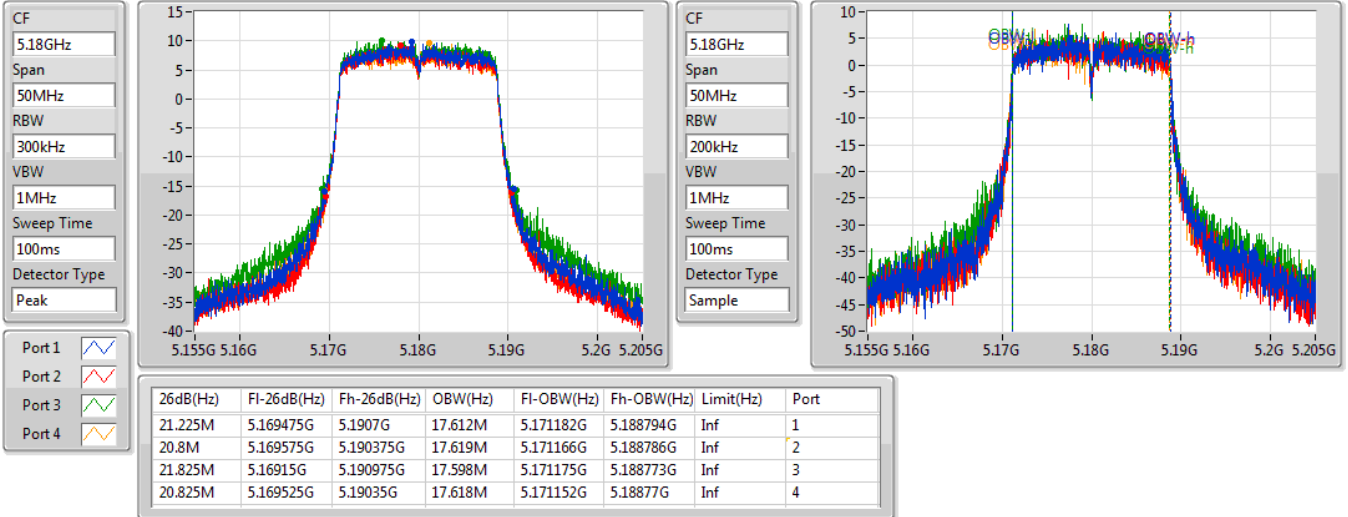 CF
5.18GHz
Span
50MHz
RBW
300kHz
VBW
1MHz
Sweep Time
100ms
Detector Type
Peak
15
10
5
0
-5
-10
-15
-20
-25
-30
-35
-40
5.155G 5.16G 5.17G 5.18G 5.19G 5.2G 5.205G
CF
5.18GHz
Span
50MHz
RBW
200kHz
VBW
1MHz
Sweep Time
100ms
Detector Type
Sample
10
5
0
-5
-10
-15
-20
-25
-30
-35
-40
-45
-50
OBW-h
5.155G 5.16G 5.17G 5.18G 5.19G 5.2G 5.205G
Port 1
Port 2
Port 3
Port 4
26dB(Hz) Fl-26dB(Hz) Fh-26dB(Hz) OBW(Hz) Fl-OBW(Hz) Fh-OBW(Hz) Limit(Hz) Port
21.225M 5.169475G 5.1907G 17.612M 5.171182G 5.188794G Inf 1
20.8M 5.169575G 5.190375G 17.619M 5.171166G 5.188786G Inf 2
21.825M 5.16915G 5.190975G 17.598M 5.171175G 5.188773G Inf 3
20.825M 5.169525G 5.19035G 17.618M 5.171152G 5.18877G Inf 4